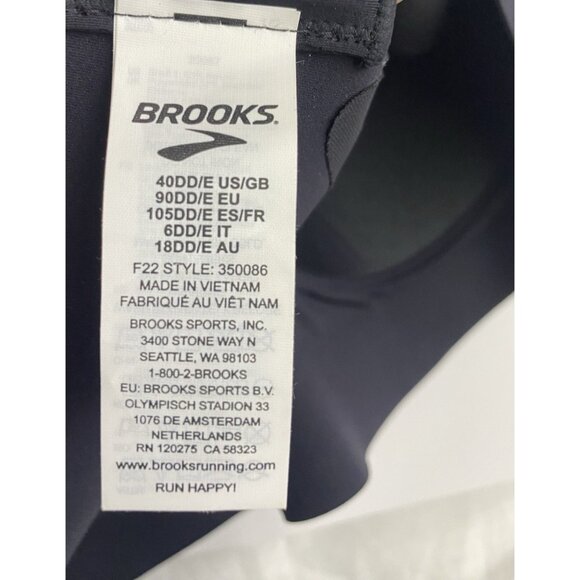 BROOKS
40DD/E US/GB
90DD/E EU
105DD/E ES/FR
6DD/E IT
18DD/E AU
F22 STYLE: 350086
MADE IN VIETNAM
FABRIQUÉ AU VIÊT NAM
BROOKS SPORTS, INC.
3400 STONE WAY N
SEATTLE, WA 98103
1-800-2-BROOKS
EU: BROOKS SPORTS B.V.
OLYMPISCH STADION 33
1076 DE AMSTERDAM
NETHERLANDS
RN 120275 CA 58323
www.brooksrunning.com
RUN HAPPY!